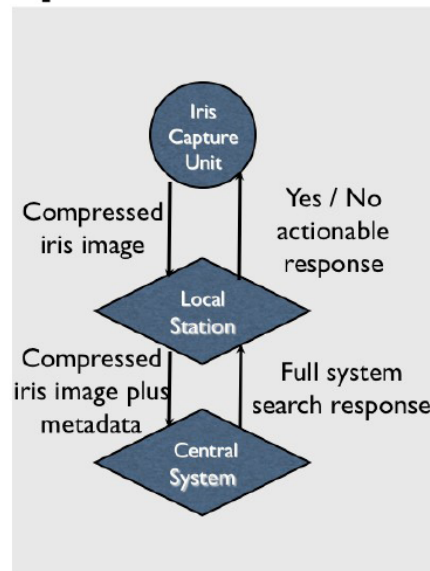 Iris
Capture
Unit
Compressed
iris image
Yes / No
actionable
response
Local
Station
Compressed
iris image plus
metadata
Full system
search response
Central
System